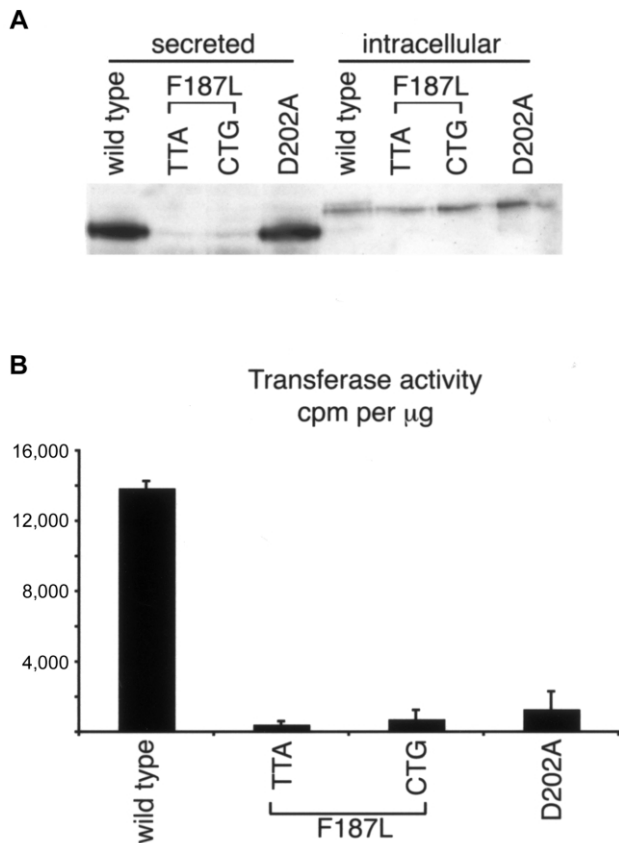 A
secreted intracellular
F187L F187L
wild type TTA CTG D202A wild type TTA CTG D202A
B
Transferase activity
cpm per μg
16,000
12,000
8,000
4,000
wild type TTA CTG D202A
F187L